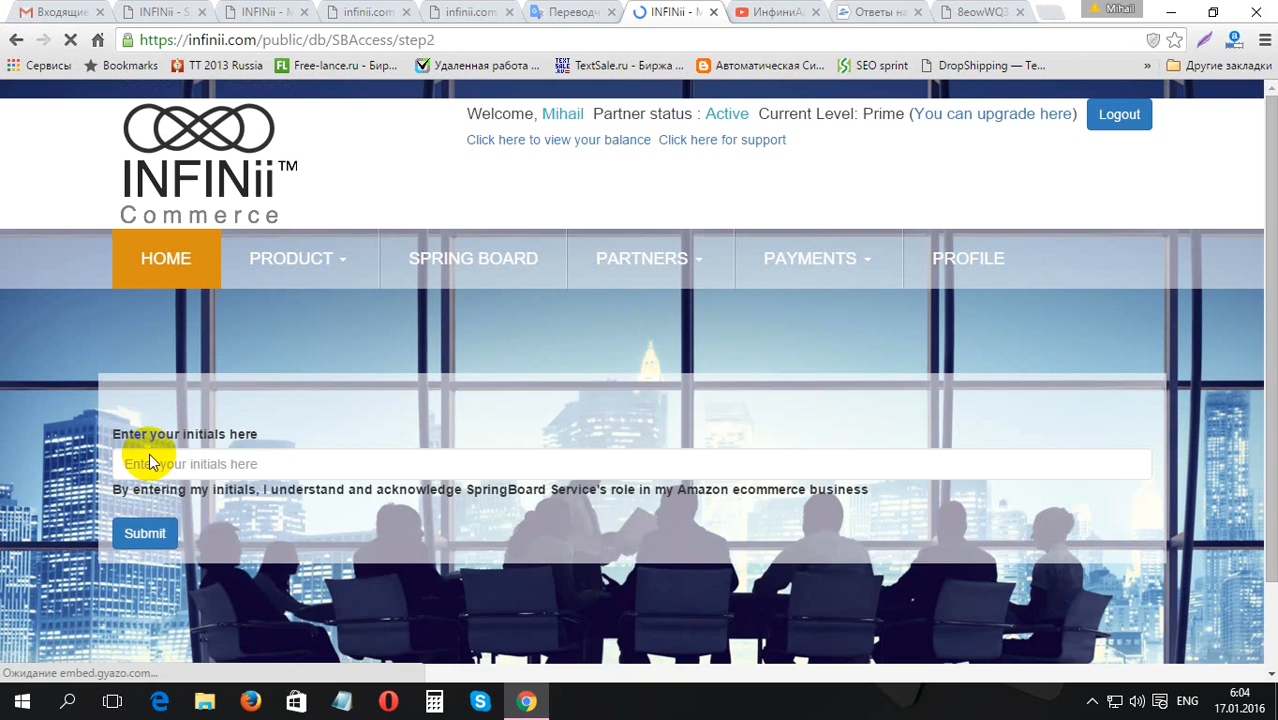 Входящие
INFINii - S
INFINii - M
infinii.com
infinii.com
Переводч
INFINii - M
ИнфиниА
Ответы на
8eowWQ3
Mihail
https://infinii.com/public/db/SBAccess/step2
Сервисы
Bookmarks
TT 2013 Russia
Free-lance.ru - Бир...
Удаленная работа ...
TextSale.ru - Биржа ...
Автоматическая Си...
SEO sprint
DropShipping — Te...
»
Другие закладки
INFINii™
Commerce
Welcome, Mihail Partner status : Active Current Level: Prime (You can upgrade here)
Logout
Click here to view your balance Click here for support
HOME
PRODUCT
SPRING BOARD
PARTNERS
PAYMENTS
PROFILE
Enter your initials here
Enter your initials here
By entering my initials, I understand and acknowledge SpringBoard Service's role in my Amazon ecommerce business
Submit
Ожидание embed.gyazo.com...
ENG
6:04
17.01.2016